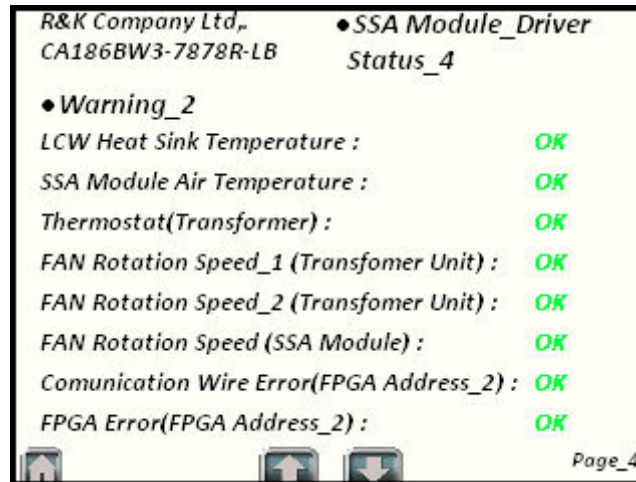 R&K Company Ltd,.
CA186BW3-7878R-LB
●SSA Module_Driver
Status_4
●Warning_2
LCW Heat Sink Temperature : OK
SSA Module Air Temperature : OK
Thermostat(Transformer) : OK
FAN Rotation Speed_1 (Transfomer Unit) : OK
FAN Rotation Speed_2 (Transfomer Unit) : OK
FAN Rotation Speed (SSA Module) : OK
Comunication Wire Error(FPGA Address_2) : OK
FPGA Error(FPGA Address_2) : OK
Page_4